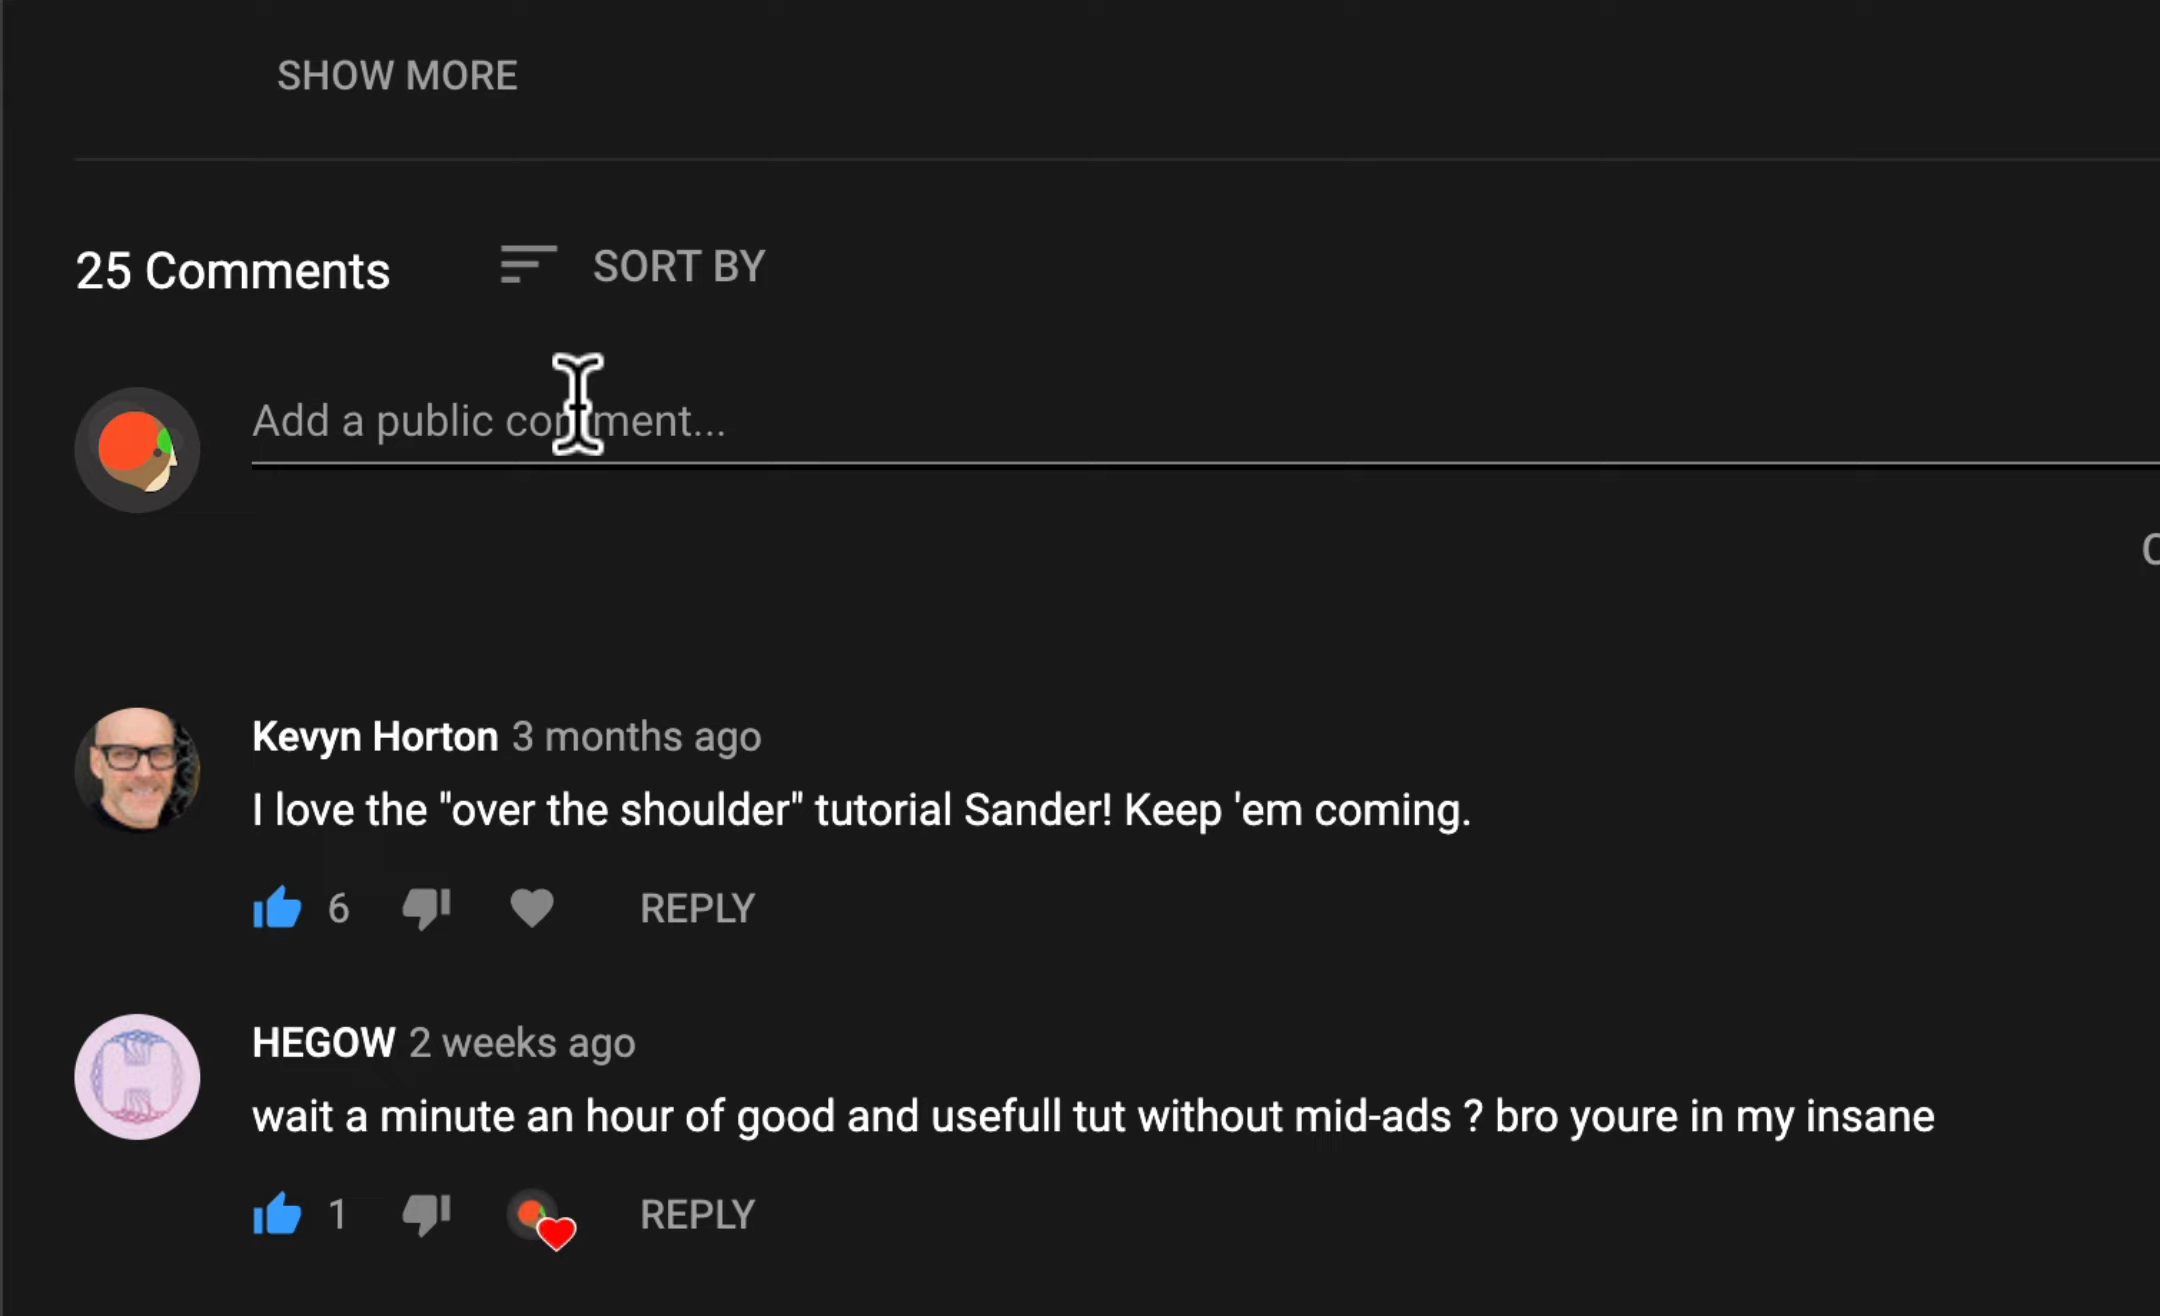 SHOW MORE
25 Comments SORT BY
Add a public comment...
Kevyn Horton 3 months ago
I love the "over the shoulder" tutorial Sander! Keep 'em coming.
6 REPLY
HEGOW 2 weeks ago
wait a minute an hour of good and usefull tut without mid-ads ? bro youre in my insane
1 REPLY